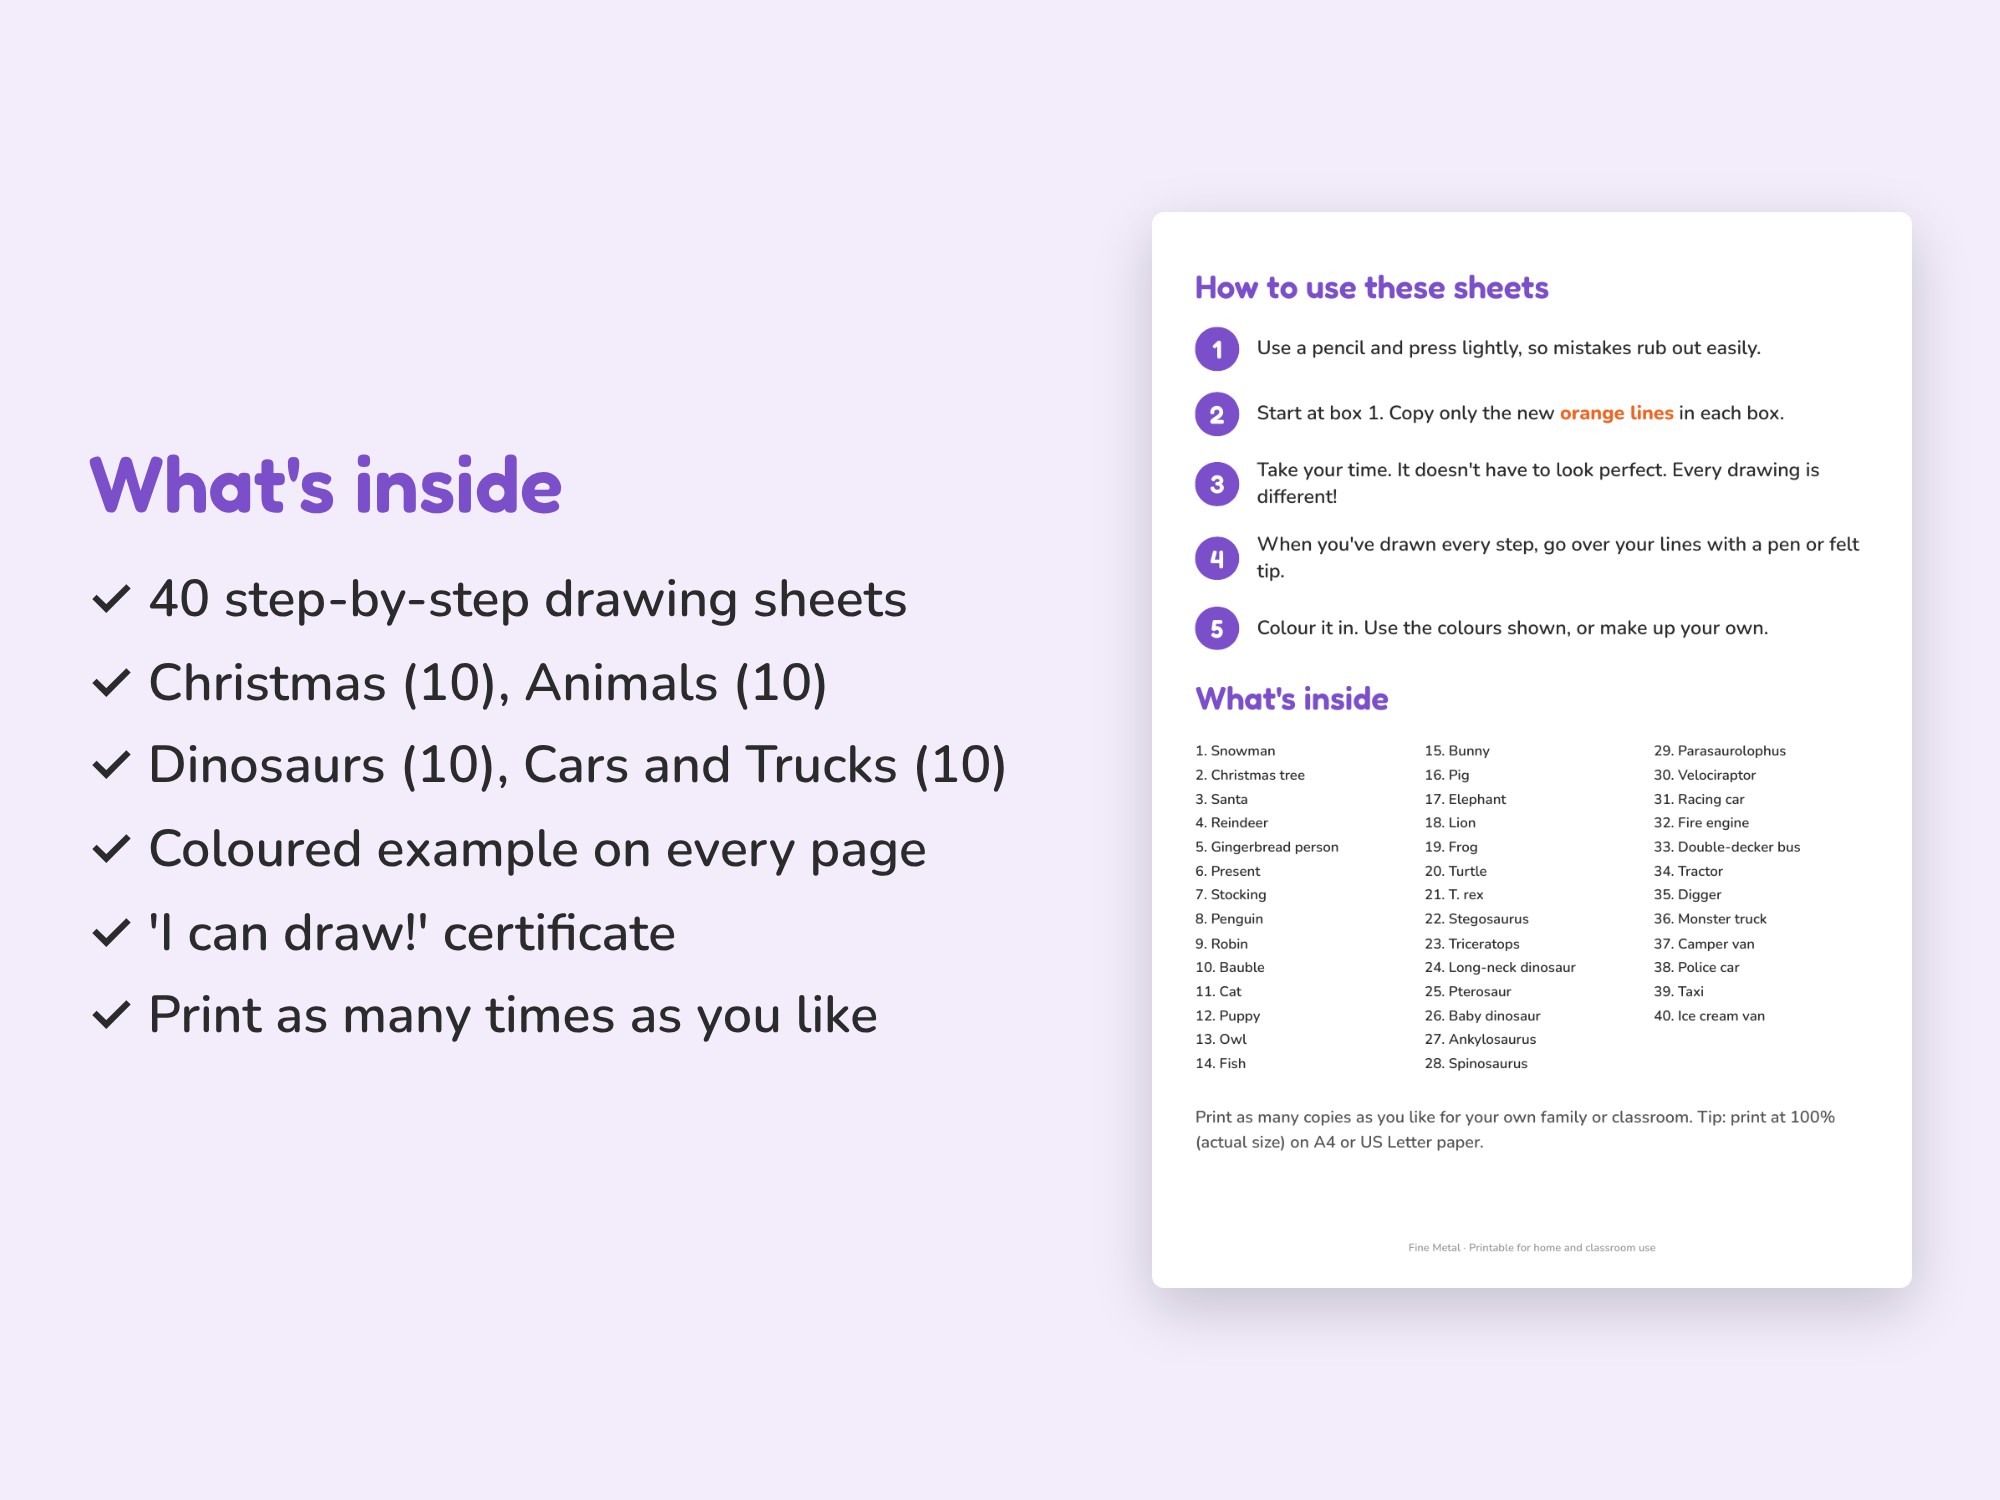 What's inside
✓ 40 step-by-step drawing sheets
✓ Christmas (10), Animals (10)
✓ Dinosaurs (10), Cars and Trucks (10)
✓ Coloured example on every page
✓ 'I can draw!' certificate
✓ Print as many times as you like
How to use these sheets
1 Use a pencil and press lightly, so mistakes rub out easily.
2 Start at box 1. Copy only the new orange lines in each box.
3 Take your time. It doesn't have to look perfect. Every drawing is
different!
4 When you've drawn every step, go over your lines with a pen or felt
tip.
5 Colour it in. Use the colours shown, or make up your own.
What's inside
1. Snowman
2. Christmas tree
3. Santa
4. Reindeer
5. Gingerbread person
6. Present
7. Stocking
8. Penguin
9. Robin
10. Bauble
11. Cat
12. Puppy
13. Owl
14. Fish
15. Bunny
16. Pig
17. Elephant
18. Lion
19. Frog
20. Turtle
21. T. rex
22. Stegosaurus
23. Triceratops
24. Long-neck dinosaur
25. Pterosaur
26. Baby dinosaur
27. Ankylosaurus
28. Spinosaurus
29. Parasaurolophus
30. Velociraptor
31. Racing car
32. Fire engine
33. Double-decker bus
34. Tractor
35. Digger
36. Monster truck
37. Camper van
38. Police car
39. Taxi
40. Ice cream van
Print as many copies as you like for your own family or classroom. Tip: print at 100%
(actual size) on A4 or US Letter paper.
Fine Metal · Printable for home and classroom use